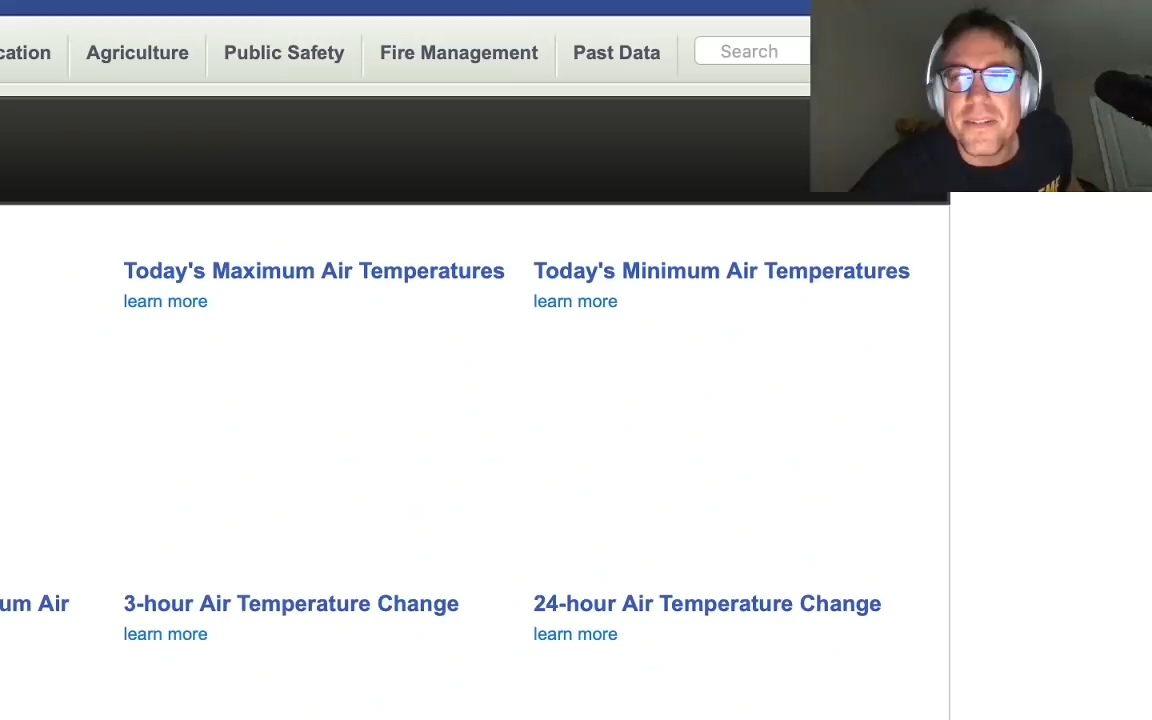 cation Agriculture Public Safety Fire Management Past Data Search
Today's Maximum Air Temperatures Today's Minimum Air Temperatures
learn more learn more
um Air 3-hour Air Temperature Change 24-hour Air Temperature Change
learn more learn more